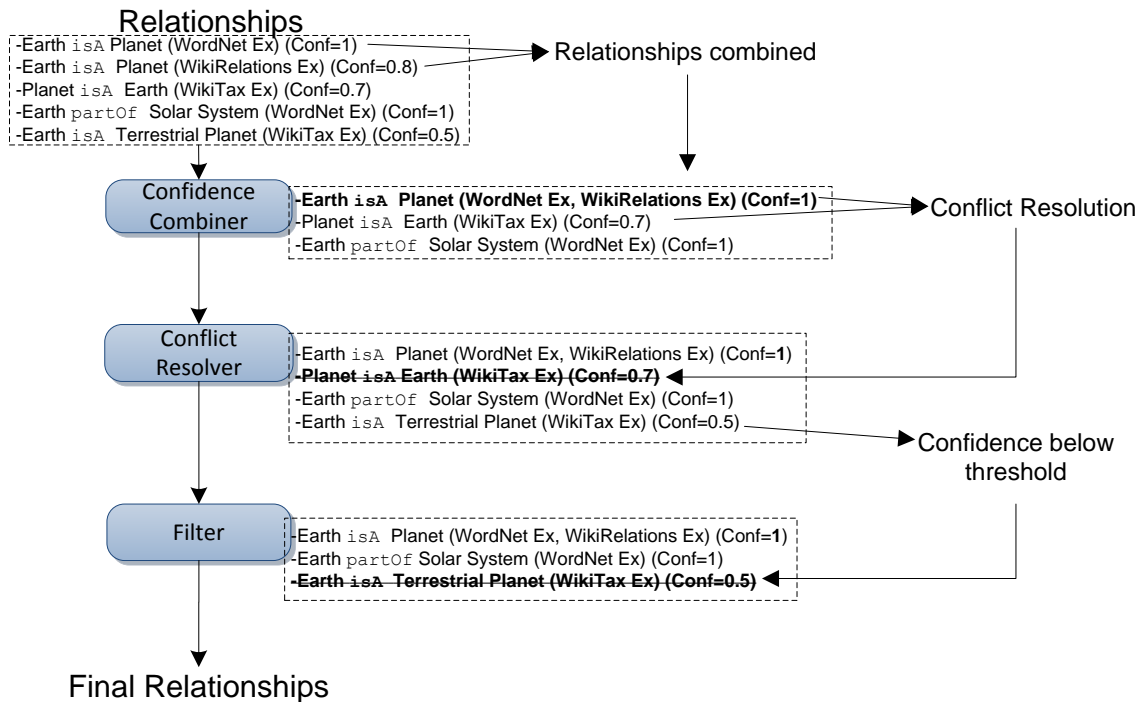 Relationships
-Earth isA Planet (WordNet Ex) (Conf=1)
-Earth isA Planet (WikiRelations Ex) (Conf=0.8)
-Planet isA Earth (WikiTax Ex) (Conf=0.7)
-Earth partOf Solar System (WordNet Ex) (Conf=1)
-Earth isA Terrestrial Planet (WikiTax Ex) (Conf=0.5)
Relationships combined
Confidence
Combiner
-Earth isA Planet (WordNet Ex, WikiRelations Ex) (Conf=1)
-Planet isA Earth (WikiTax Ex) (Conf=0.7)
-Earth partOf Solar System (WordNet Ex) (Conf=1)
Conflict Resolution
Conflict
Resolver
-Earth isA Planet (WordNet Ex, WikiRelations Ex) (Conf=1)
-Planet isA Earth (WikiTax Ex) (Conf=0.7)
-Earth partOf Solar System (WordNet Ex) (Conf=1)
-Earth isA Terrestrial Planet (WikiTax Ex) (Conf=0.5)
Confidence below
threshold
Filter
-Earth isA Planet (WordNet Ex, WikiRelations Ex) (Conf=1)
-Earth partOf Solar System (WordNet Ex) (Conf=1)
-Earth isA Terrestrial Planet (WikiTax Ex) (Conf=0.5)
Final Relationships